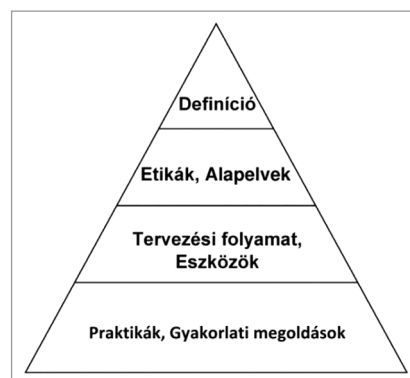 Definíció
Etikák, Alapelvek
Tervezési folyamat,
Eszközök
Praktikák, Gyakorlati megoldások